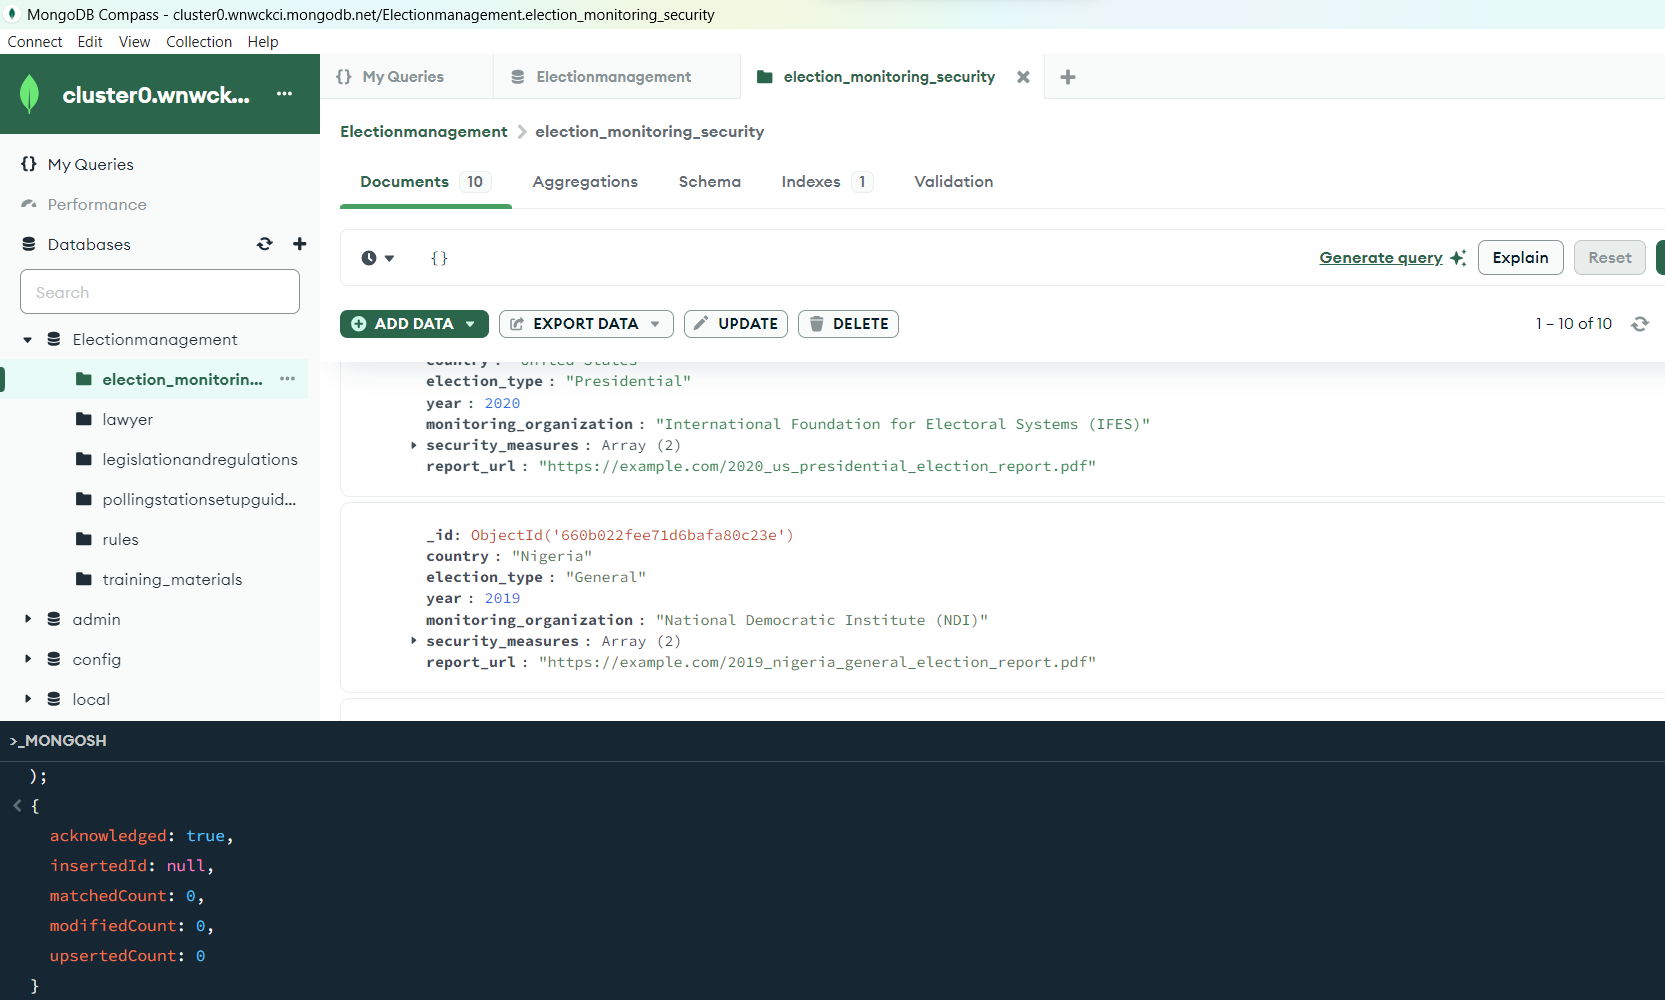 MongoDB Compass - cluster0.wnwckci.mongodb.net/Electionmanagement.election_monitoring_security
Connect Edit View Collection Help
cluster0.wnwck... ...
{} My Queries
Performance
Databases
Search
Electionmanagement
election_monitorin... ...
lawyer
legislationandregulations
pollingstationsetupguid...
rules
training_materials
admin
config
local
{} My Queries Electionmanagement election_monitoring_security
Electionmanagement > election_monitoring_security
Documents 10 Aggregations Schema Indexes 1 Validation
{} Generate query Explain Reset
ADD DATA EXPORT DATA UPDATE DELETE 1 – 10 of 10
country : "United States"
election_type : "Presidential"
year : 2020
monitoring_organization : "International Foundation for Electoral Systems (IFES)"
security_measures : Array (2)
report_url : "https://example.com/2020_us_presidential_election_report.pdf"
_id: ObjectId('660b022fee71d6bafa80c23e')
country : "Nigeria"
election_type : "General"
year : 2019
monitoring_organization : "National Democratic Institute (NDI)"
security_measures : Array (2)
report_url : "https://example.com/2019_nigeria_general_election_report.pdf"
>_MONGOSH
);
< {
acknowledged: true,
insertedId: null,
matchedCount: 0,
modifiedCount: 0,
upsertedCount: 0
}